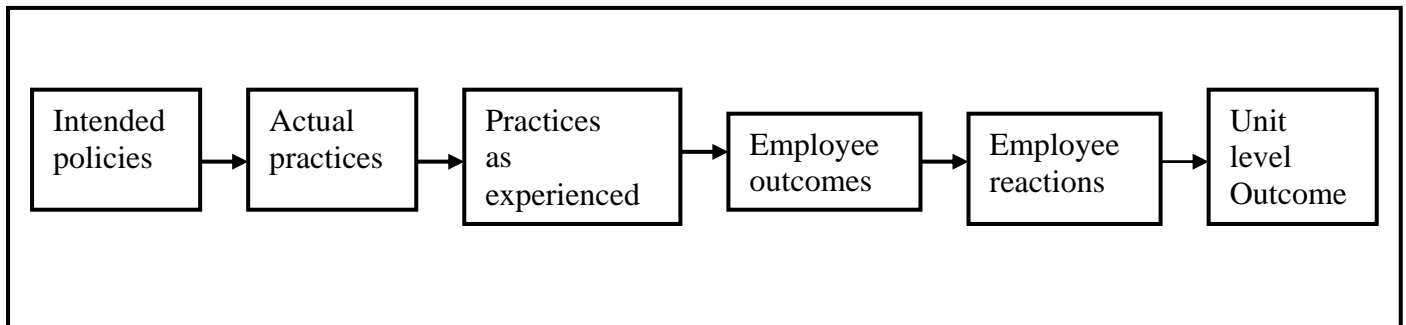 Intended
policies
Actual
practices
Practices
as
experienced
Employee
outcomes
Employee
reactions
Unit
level
Outcome